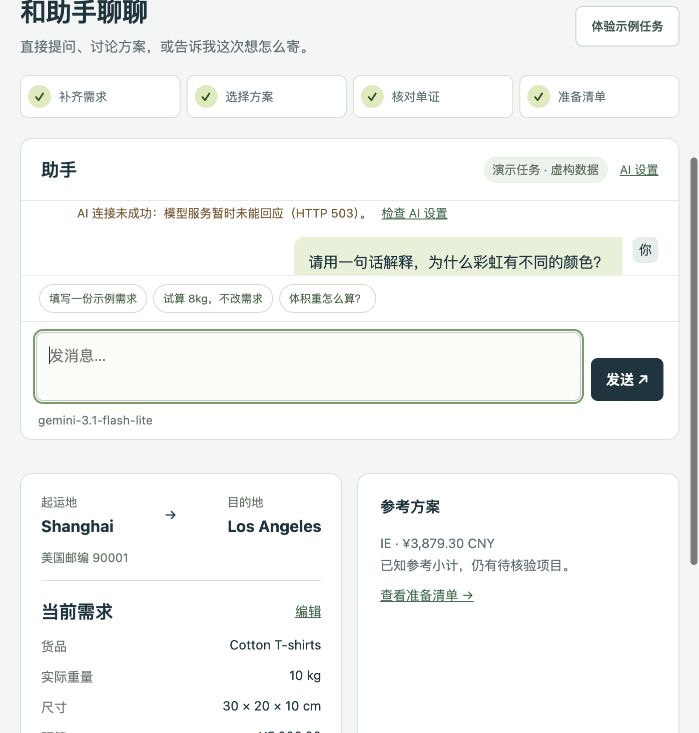 和助手聊聊
直接提问、讨论方案，或告诉我这次想怎么寄。
体验示例任务
补齐需求
选择方案
核对单证
准备清单
助手
演示任务 · 虚构数据
AI 设置
AI 连接未成功：模型服务暂时未能回应（HTTP 503）。 检查 AI 设置
你
请用一句话解释，为什么彩虹有不同的颜色？
填写一份示例需求
试算 8kg，不改需求
体积重怎么算？
发消息...
发送 ↗
gemini-3.1-flash-lite
起运地
Shanghai
→
目的地
Los Angeles
美国邮编 90001
当前需求
编辑
货品 Cotton T-shirts
实际重量 10 kg
尺寸 30 × 20 × 10 cm
参考方案
IE · ¥3,879.30 CNY
已知参考小计，仍有待核验项目。
查看准备清单 →